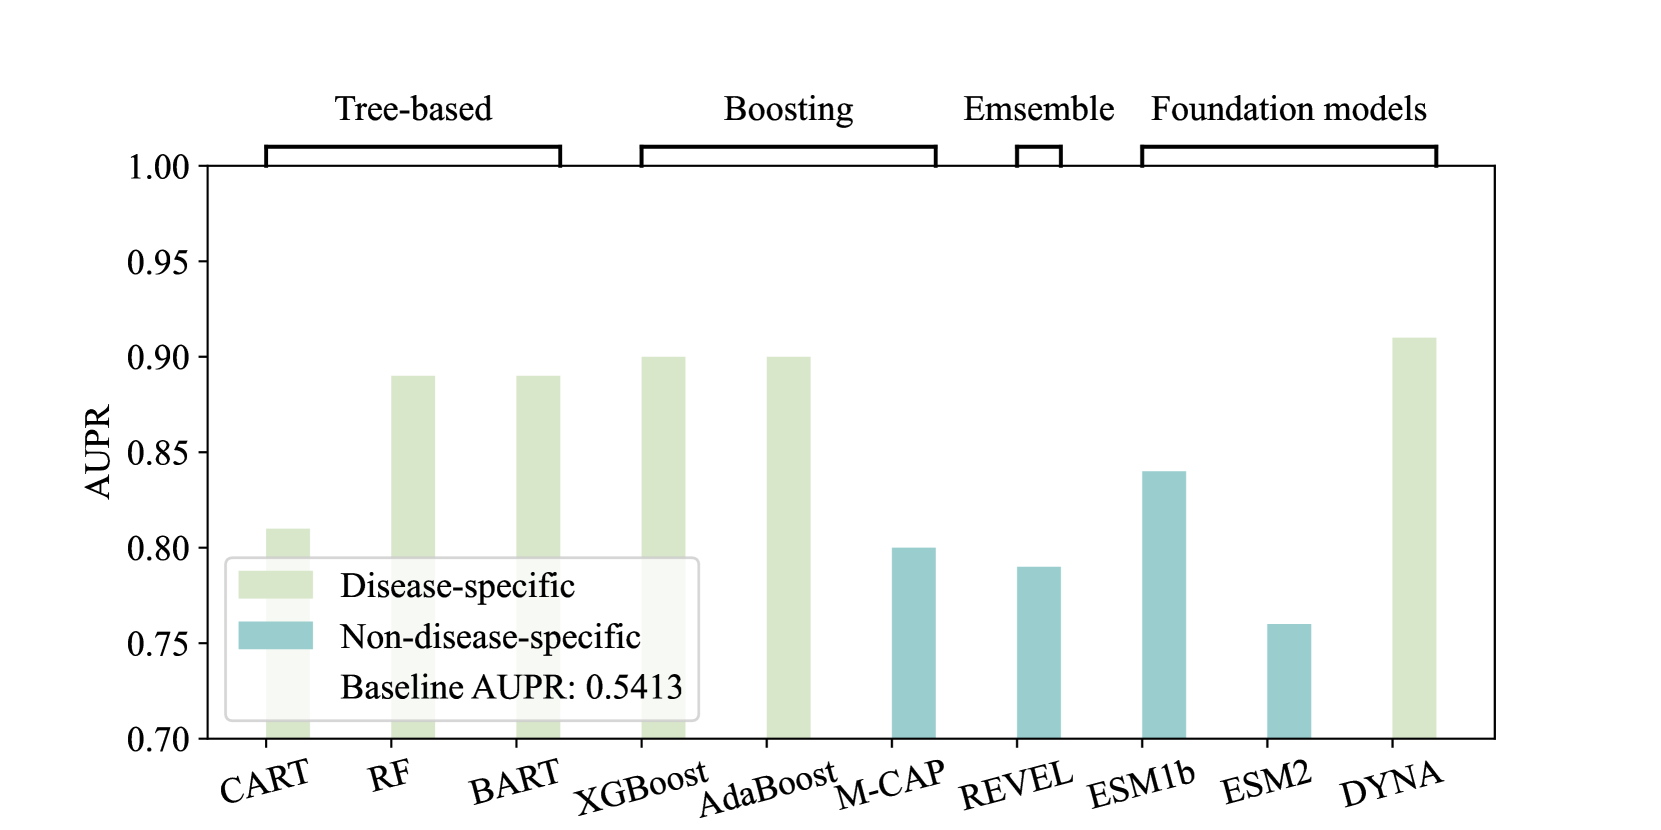 Tree-based
Boosting
Emsemble
Foundation models
1.00
0.95
0.90
0.85
0.80
0.75
0.70
AUPR
Disease-specific
Non-disease-specific
Baseline AUPR: 0.5413
CART
RF
BART
XGBoost
AdaBoost
M-CAP
REVEL
ESM1b
ESM2
DYNA